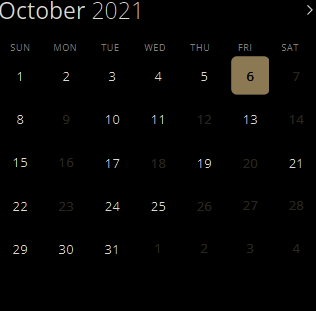 October 2021
SUN MON TUE WED THU FRI SAT
1 2 3 4 5 6 7
8 9 10 11 12 13 14
15 16 17 18 19 20 21
22 23 24 25 26 27 28
29 30 31 1 2 3 4